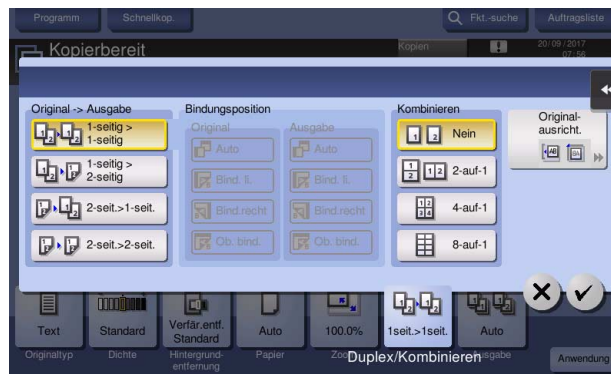 Programm
Schnellkop.
Fkt.-suche
Auftragsliste
Kopierbereit
Kopien
20/09/2017
07:56
Original -> Ausgabe
1-seitig >
1-seitig
1-seitig >
2-seitig
2-seit.>1-seit.
2-seit.>2-seit.
Bindungsposition
Original
Auto
Bind. li.
Bind.recht
Ob. bind.
Ausgabe
Auto
Bind. li.
Bind.recht
Ob. bind.
Kombinieren
Nein
2-auf-1
4-auf-1
8-auf-1
Original-
ausricht.
Text
Standard
Verfär.entf.
Standard
Auto
100.0%
1seit.>1seit.
Auto
Originaltyp
Dichte
Hintergrund-
entfernung
Papier
Zoo
Duplex/Kombinieren
usgabe
Anwendung